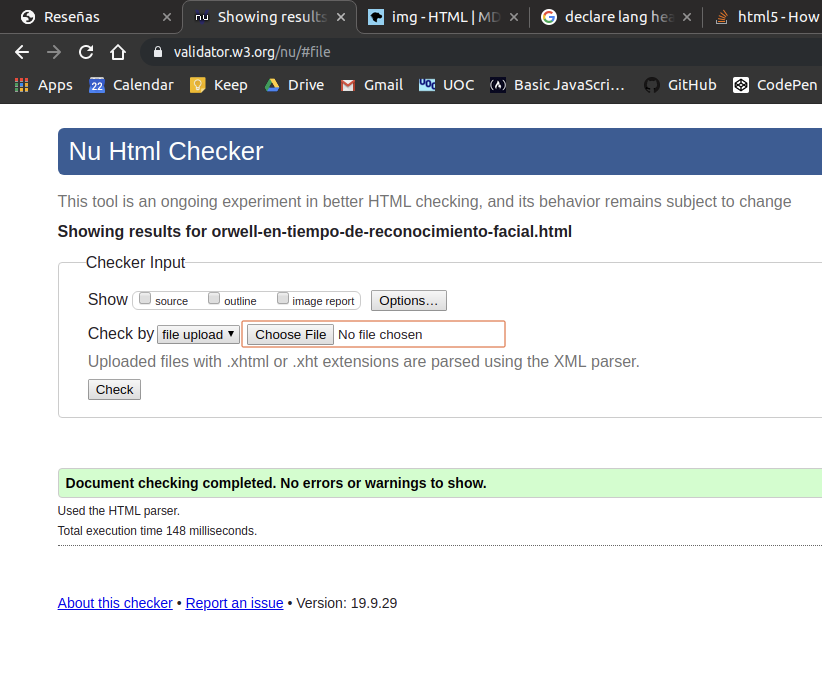 Reseñas
nu Showing results
img - HTML | MD
declare lang hea
html5 - How
validator.w3.org/nu/#file
Apps
22 Calendar
Keep
Drive
Gmail
UOC UOC
Basic JavaScri…
GitHub
CodePen
Nu Html Checker
This tool is an ongoing experiment in better HTML checking, and its behavior remains subject to change
Showing results for orwell-en-tiempo-de-reconocimiento-facial.html
Checker Input
Show source outline image report Options…
Check by file upload Choose File No file chosen
Uploaded files with .xhtml or .xht extensions are parsed using the XML parser.
Check
Document checking completed. No errors or warnings to show.
Used the HTML parser.
Total execution time 148 milliseconds.
About this checker • Report an issue • Version: 19.9.29